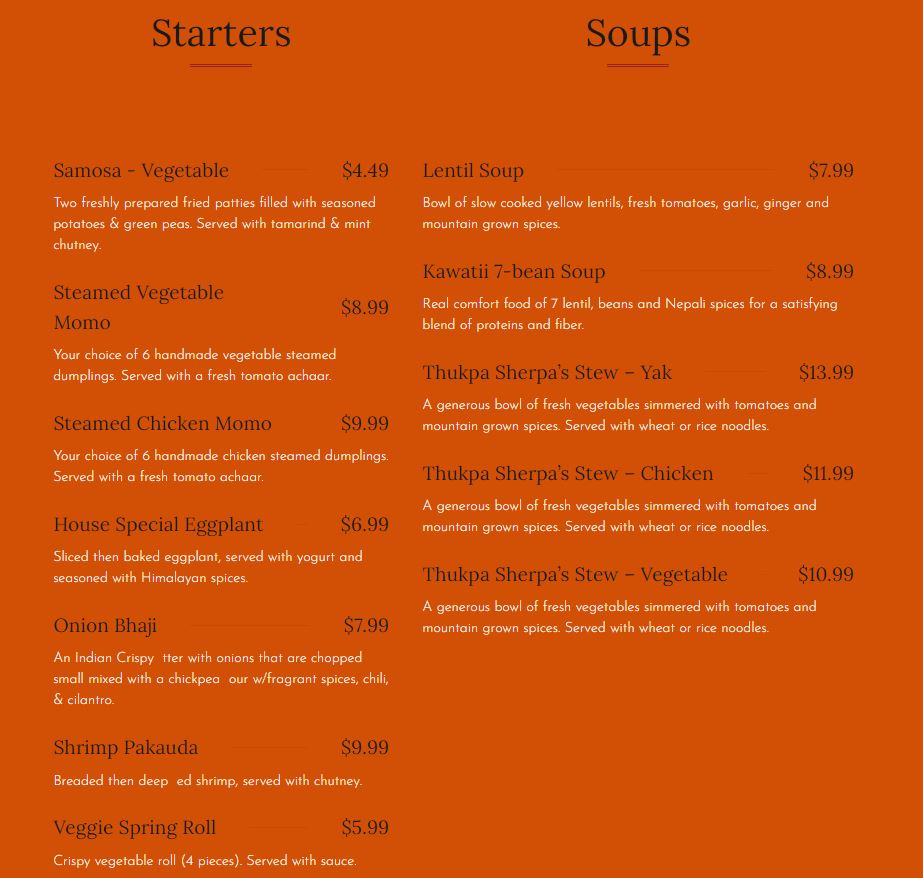 Starters
Samosa - Vegetable $4.49
Two freshly prepared fried patties filled with seasoned
potatoes & green peas. Served with tamarind & mint
chutney.
Steamed Vegetable
Momo $8.99
Your choice of 6 handmade vegetable steamed
dumplings. Served with a fresh tomato achaar.
Steamed Chicken Momo $9.99
Your choice of 6 handmade chicken steamed dumplings.
Served with a fresh tomato achaar.
House Special Eggplant $6.99
Sliced then baked eggplant, served with yogurt and
seasoned with Himalayan spices.
Onion Bhaji $7.99
An Indian Crispy tter with onions that are chopped
small mixed with a chickpea our w/fragrant spices, chili,
& cilantro.
Shrimp Pakauda $9.99
Breaded then deep ed shrimp, served with chutney.
Veggie Spring Roll $5.99
Crispy vegetable roll (4 pieces). Served with sauce.
Soups
Lentil Soup $7.99
Bowl of slow cooked yellow lentils, fresh tomatoes, garlic, ginger and
mountain grown spices.
Kawatii 7-bean Soup $8.99
Real comfort food of 7 lentil, beans and Nepali spices for a satisfying
blend of proteins and fiber.
Thukpa Sherpa’s Stew – Yak $13.99
A generous bowl of fresh vegetables simmered with tomatoes and
mountain grown spices. Served with wheat or rice noodles.
Thukpa Sherpa’s Stew – Chicken $11.99
A generous bowl of fresh vegetables simmered with tomatoes and
mountain grown spices. Served with wheat or rice noodles.
Thukpa Sherpa’s Stew – Vegetable $10.99
A generous bowl of fresh vegetables simmered with tomatoes and
mountain grown spices. Served with wheat or rice noodles.